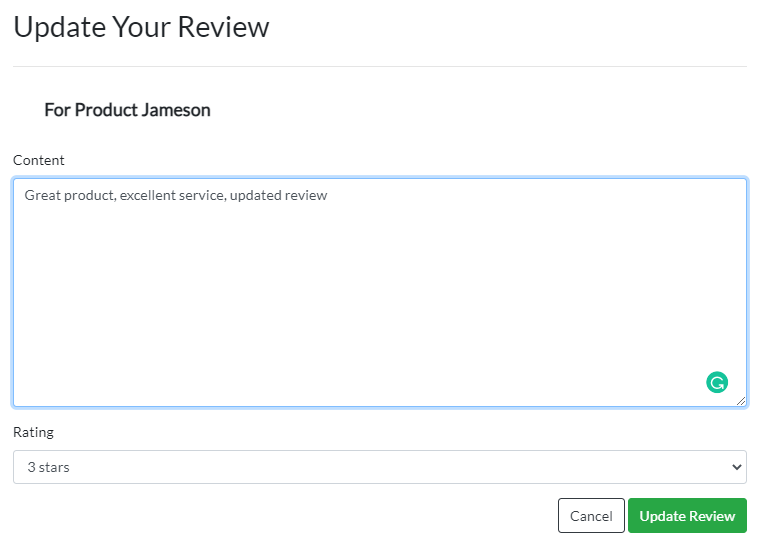 Update Your Review
For Product Jameson
Content
Great product, excellent service, updated review
Rating
3 stars
Cancel
Update Review